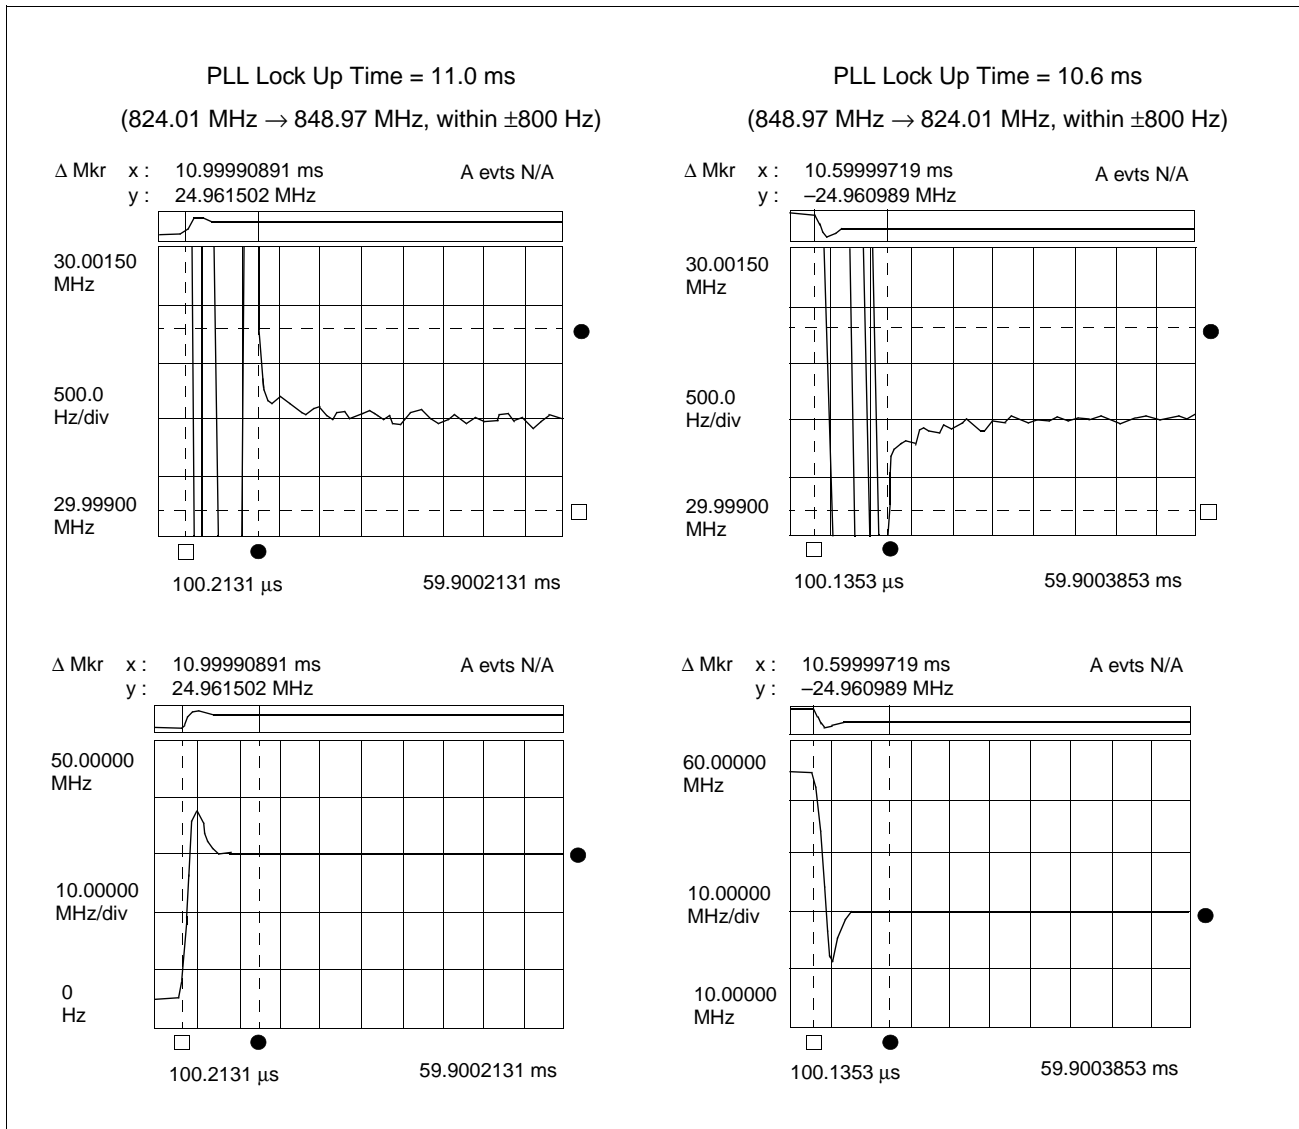 PLL Lock Up Time = 11.0 ms
(824.01 MHz → 848.97 MHz, within ±800 Hz)
Δ Mkr x : 10.99990891 ms A evts N/A
y : 24.961502 MHz
30.00150
MHz
500.0
Hz/div
29.99900
MHz
100.2131 µs 59.9002131 ms
PLL Lock Up Time = 10.6 ms
(848.97 MHz → 824.01 MHz, within ±800 Hz)
Δ Mkr x : 10.59999719 ms A evts N/A
y : –24.960989 MHz
30.00150
MHz
500.0
Hz/div
29.99900
MHz
100.1353 µs 59.9003853 ms
Δ Mkr x : 10.99990891 ms A evts N/A
y : 24.961502 MHz
50.00000
MHz
10.00000
MHz/div
0
Hz
100.2131 µs 59.9002131 ms
Δ Mkr x : 10.59999719 ms A evts N/A
y : –24.960989 MHz
60.00000
MHz
10.00000
MHz/div
10.00000
MHz
100.1353 µs 59.9003853 ms